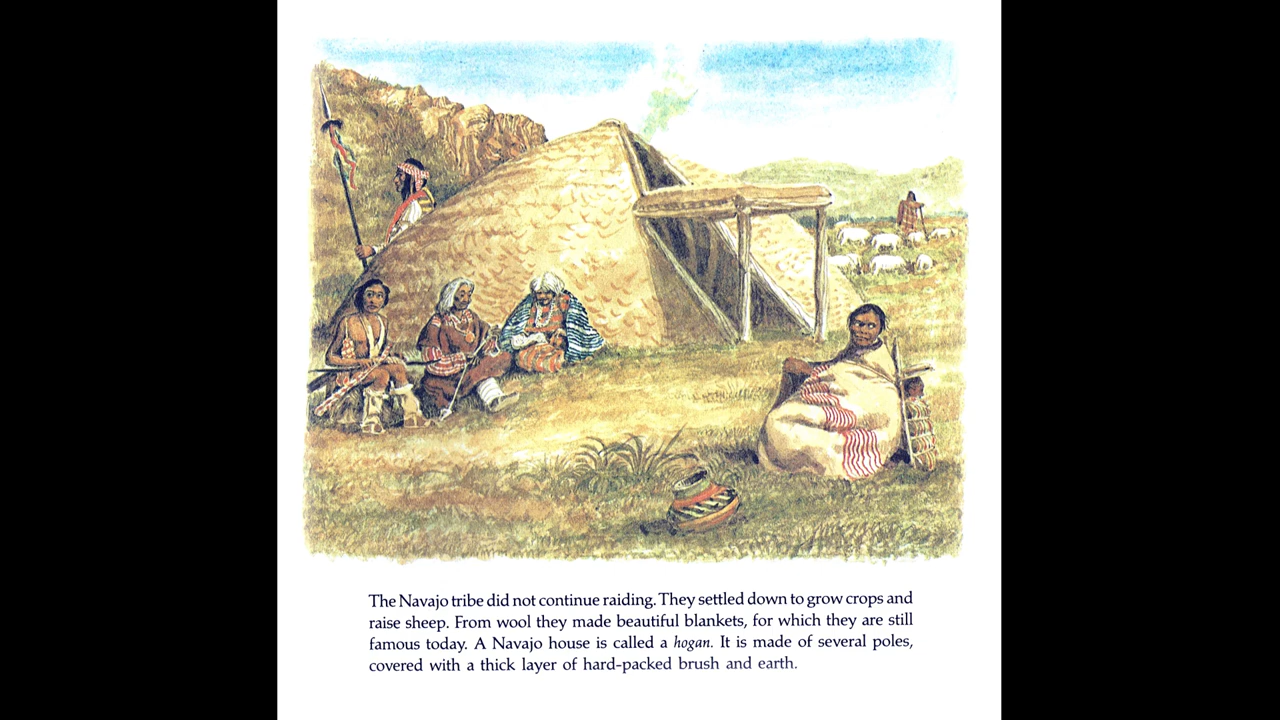 The Navajo tribe did not continue raiding. They settled down to grow crops and
raise sheep. From wool they made beautiful blankets, for which they are still
famous today. A Navajo house is called a hogan. It is made of several poles,
covered with a thick layer of hard-packed brush and earth.